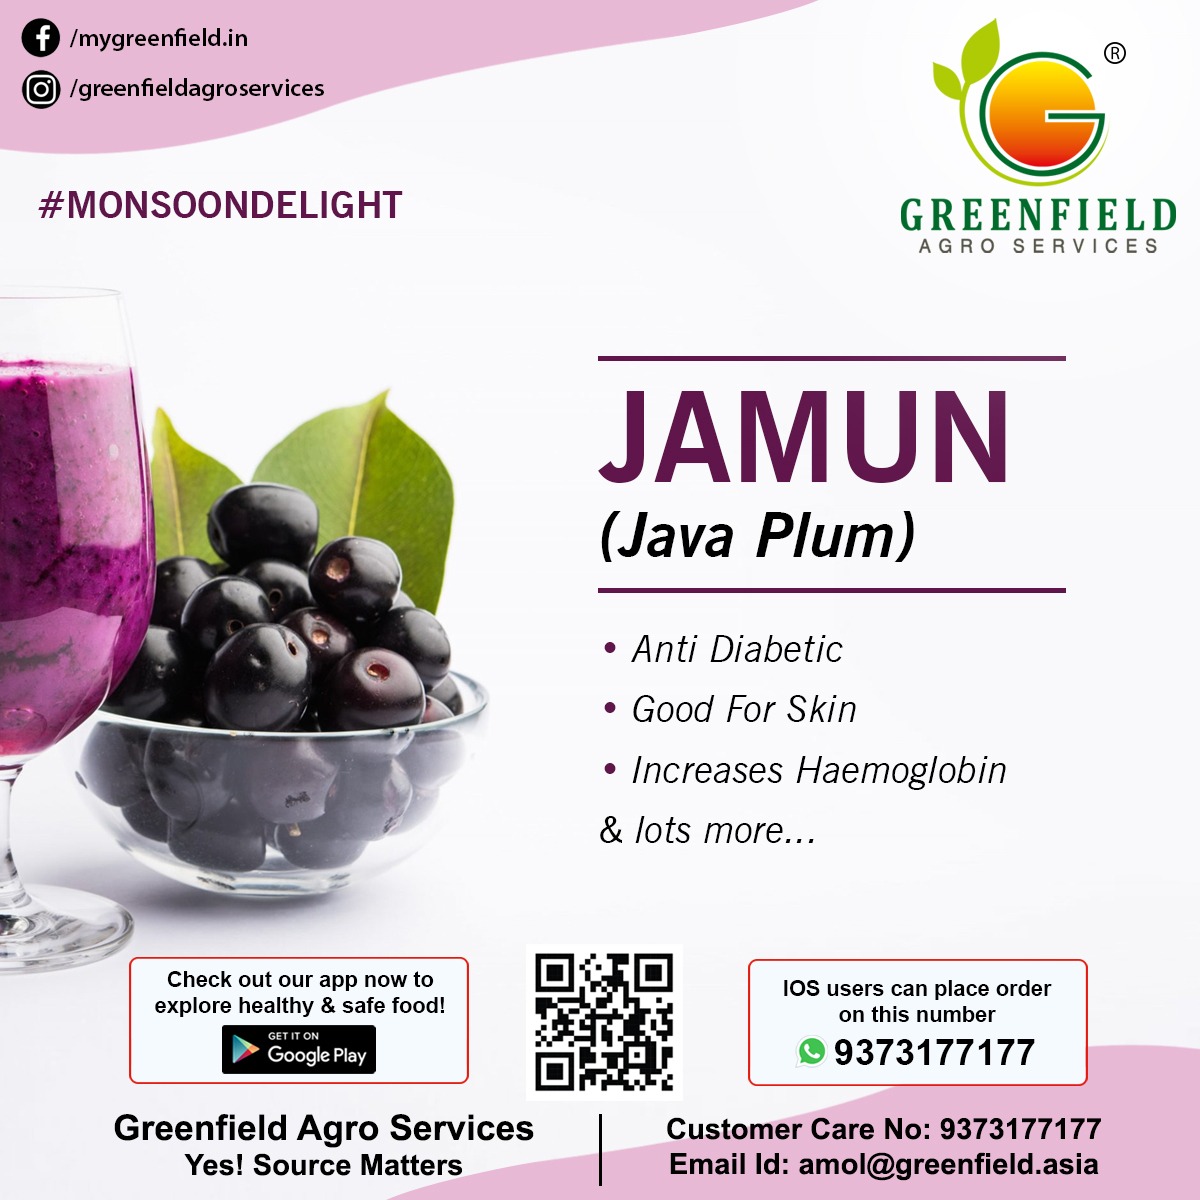 /mygreenfield.in
/greenfieldagroservices
G ®
GREENFIELD
AGRO SERVICES
#MONSOONDELIGHT
JAMUN
(Java Plum)
• Anti Diabetic
• Good For Skin
• Increases Haemoglobin
& lots more...
Check out our app now to
explore healthy & safe food!
GET IT ON
Google Play
IOS users can place order
on this number
9373177177
Greenfield Agro Services
Yes! Source Matters
Customer Care No: 9373177177
Email Id: amol@greenfield.asia